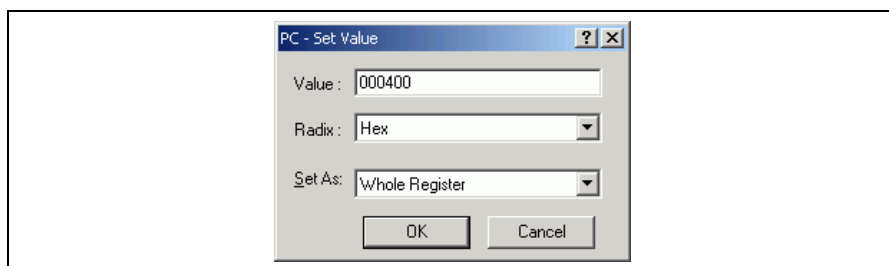 PC - Set Value
Value : 000400
Radix : Hex
Set As: Whole Register
OK Cancel